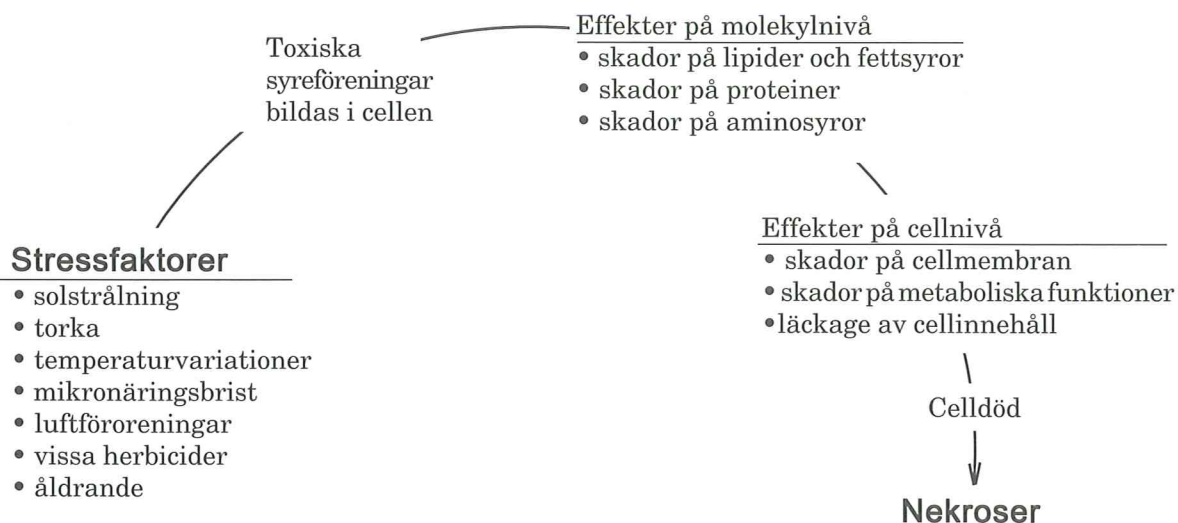 Stressfaktorer
• solstrålning
• torka
• temperaturvariationer
• mikronäringsbrist
• luftföroreningar
• vissa herbicider
• åldrande
Toxiska
syreföreningar
bildas i cellen
Effekter på molekylnivå
• skador på lipider och fettsyror
• skador på proteiner
• skador på aminosyror
Effekter på cellnivå
• skador på cellmembran
• skador på metaboliska funktioner
• läckage av cellinnehåll
Celldöd
Nekroser